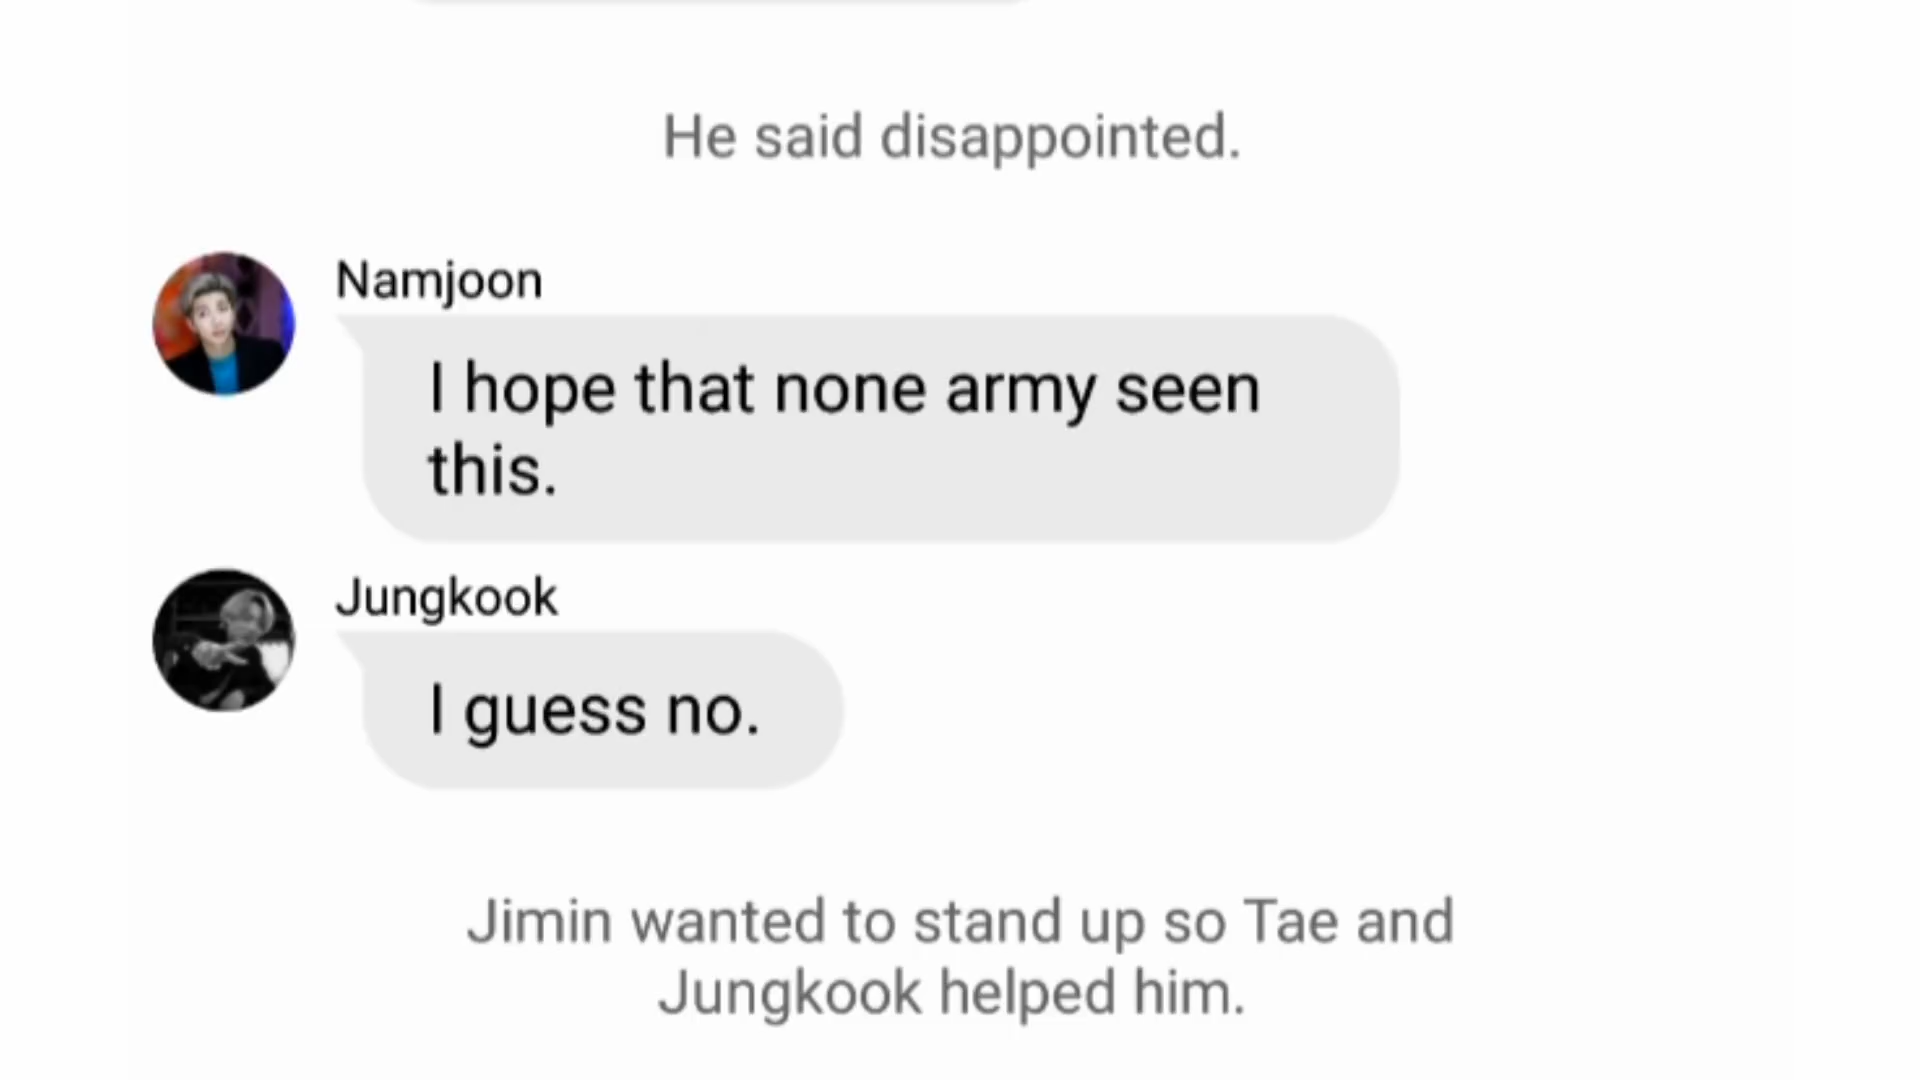 He said disappointed.
Namjoon
I hope that none army seen
this.
Jungkook
I guess no.
Jimin wanted to stand up so Tae and
Jungkook helped him.